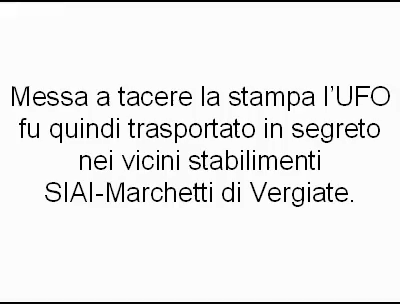 Messa a tacere la stampa l'UFO
fu quindi trasportato in segreto
nei vicini stabilimenti
SIAI-Marchetti di Vergiate.